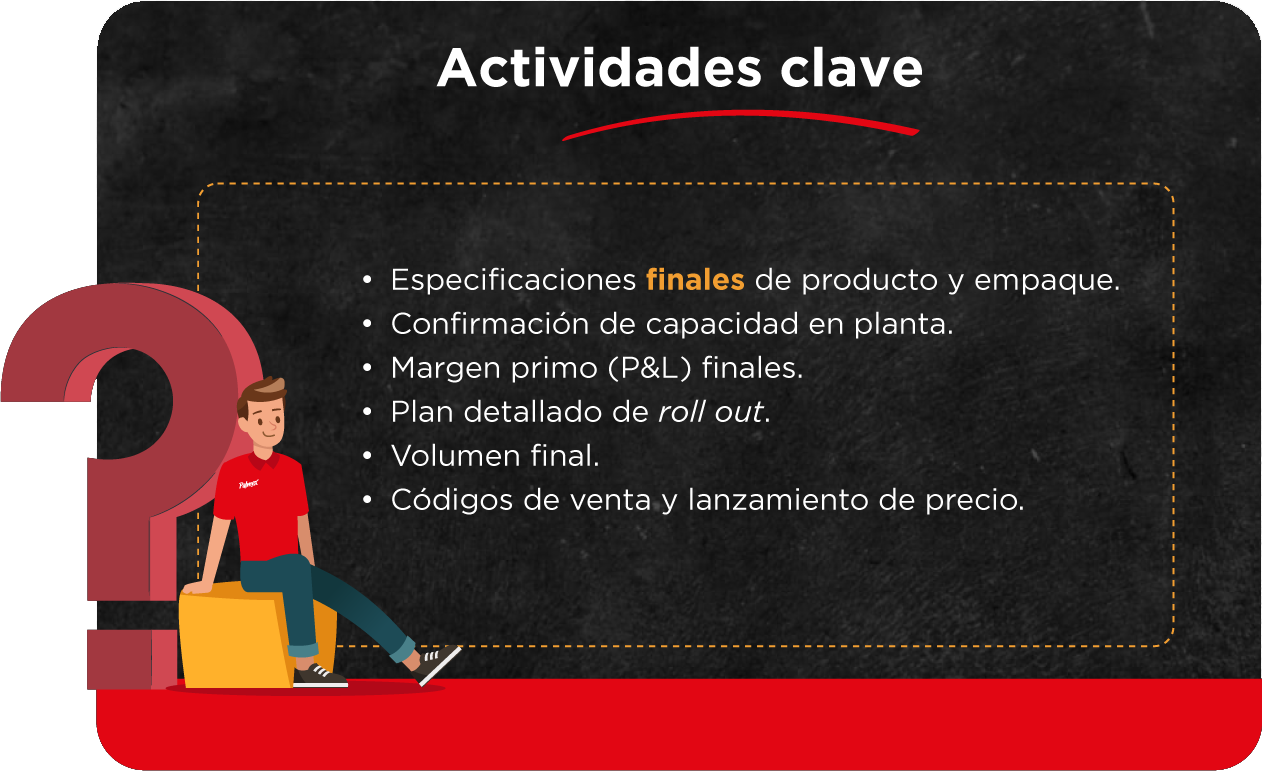 Actividades clave
• Especificaciones finales de producto y empaque.
• Confirmación de capacidad en planta.
• Margen primo (P&L) finales.
• Plan detallado de roll out.
• Volumen final.
• Códigos de venta y lanzamiento de precio.